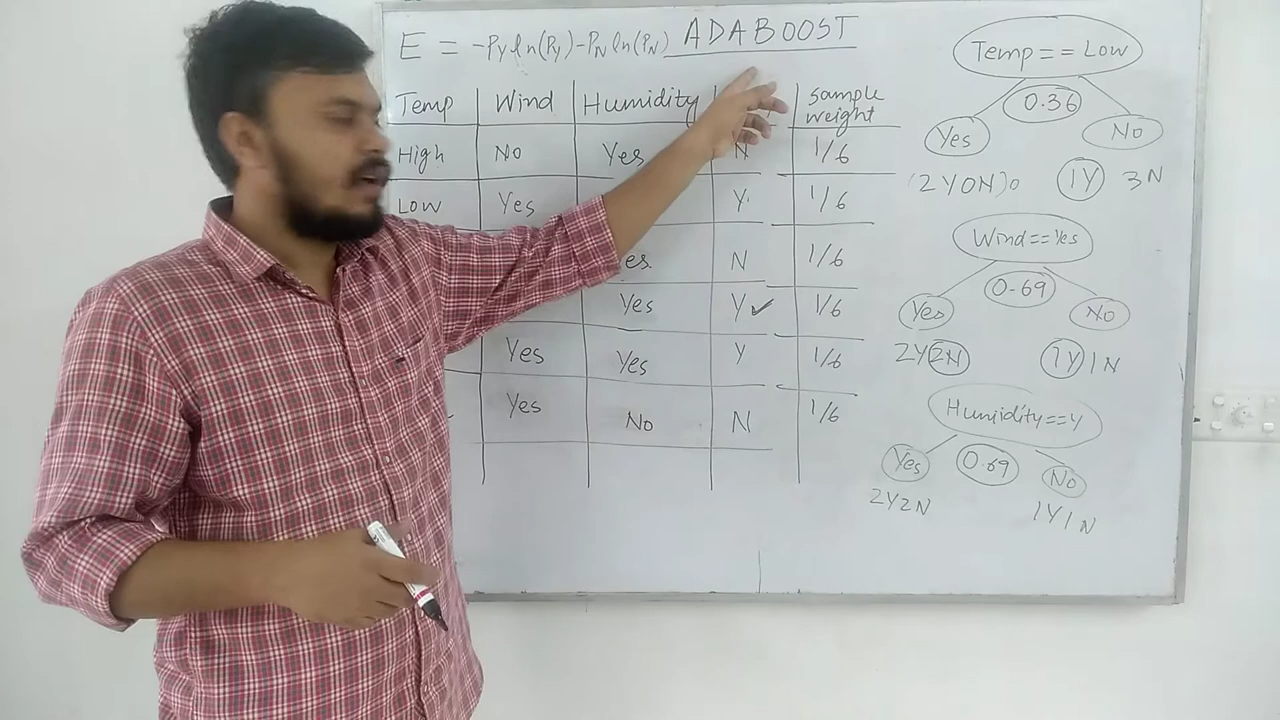 E = -Py ln(Py) - PN ln(PN) ADABOOST
Temp Wind Humidity Sample weight
High No Yes N 1/6
Low Yes Y 1/6
es N 1/6
Yes Y ✓ 1/6
Yes Yes Y 1/6
Yes No N 1/6
Temp == Low
0.36
Yes No
(2Y0N)0 1Y 3N
Wind==Yes
0.69
Yes No
2Y2N 1Y1N
Humidity==Y
Yes 0.69 No
2Y2N 1Y1N